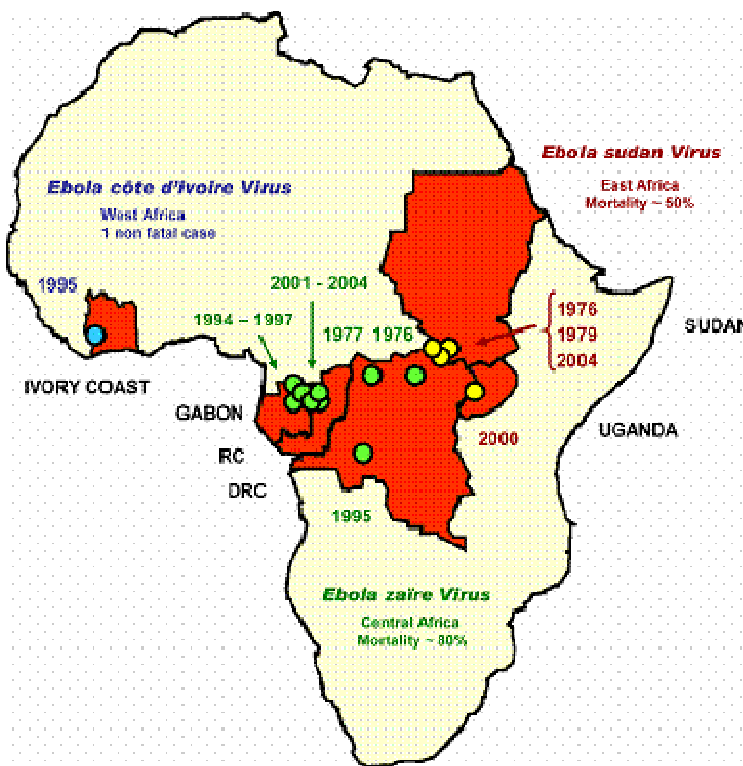 Ebola sudan Virus
East Africa
Mortality ~ 50%
Ebola côte d'ivoire Virus
West Africa
1 non fatal case
1995
2001 - 2004
1994 – 1997
1977 1976
1976
1979
2004
SUDAN
IVORY COAST
GABON
2000
UGANDA
RC
DRC
1995
Ebola zaïre Virus
Central Africa
Mortality ~ 80%